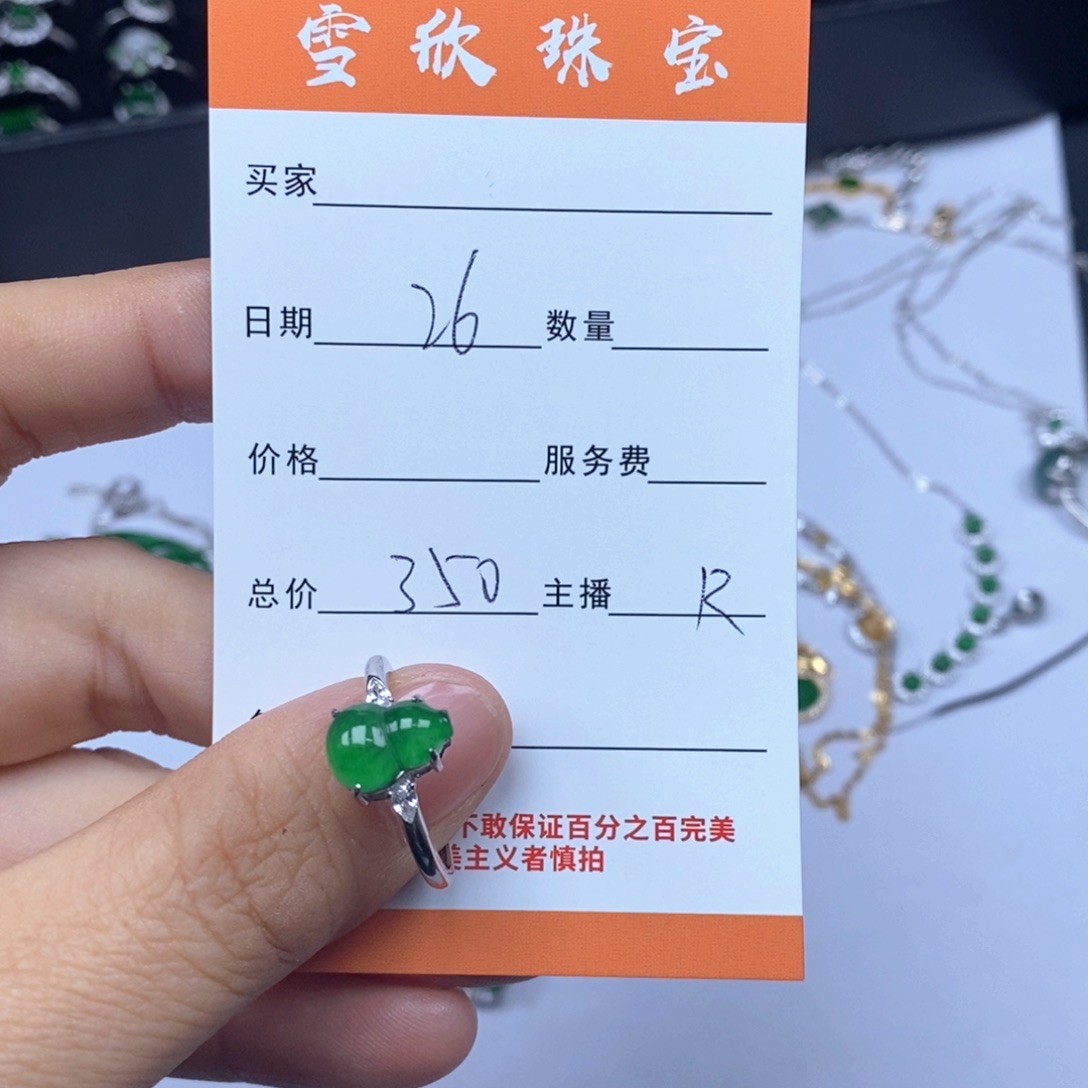 雪欣珠宝
买家
日期 26 数量
价格 服务费
总价 350 主播 R
不敢保证百分之百完美
美主义者慎拍